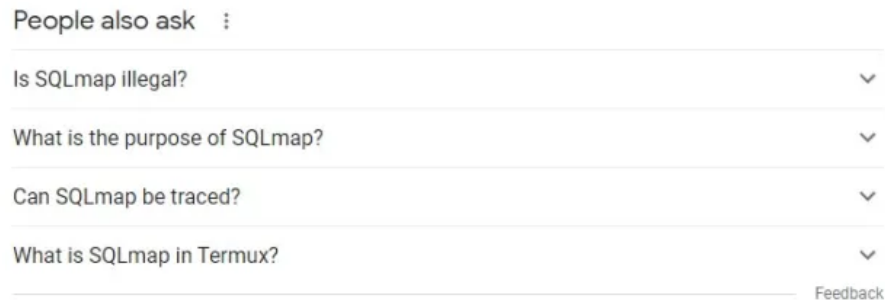 People also ask
Is SQLmap illegal?
What is the purpose of SQLmap?
Can SQLmap be traced?
What is SQLmap in Termux?
Feedback